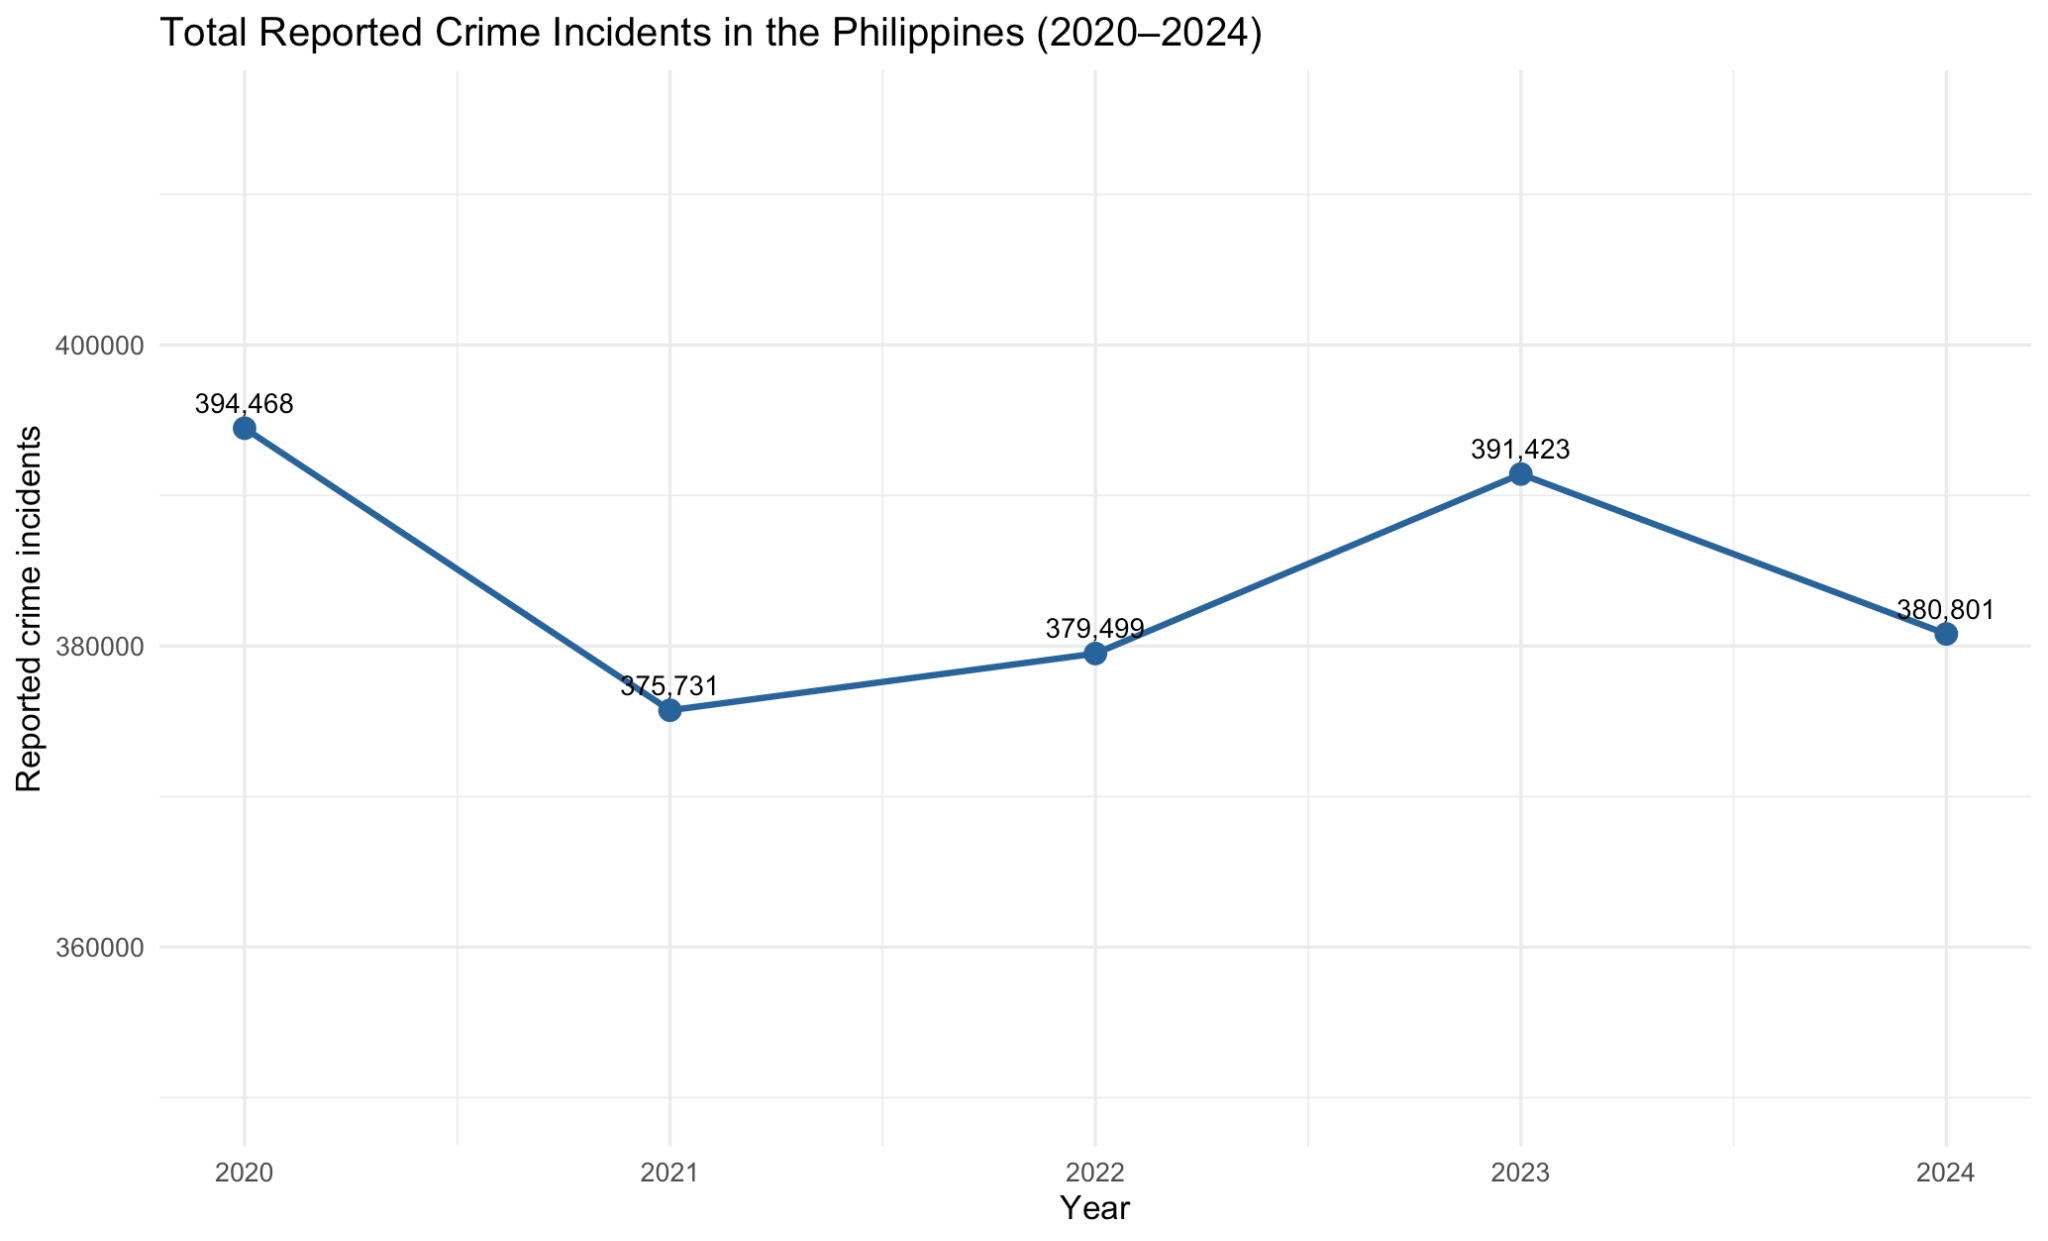 Total Reported Crime Incidents in the Philippines (2020–2024)
Reported crime incidents
400000
380000
360000
394,468
375,731
379,499
391,423
380,801
2020 2021 2022 2023 2024
Year